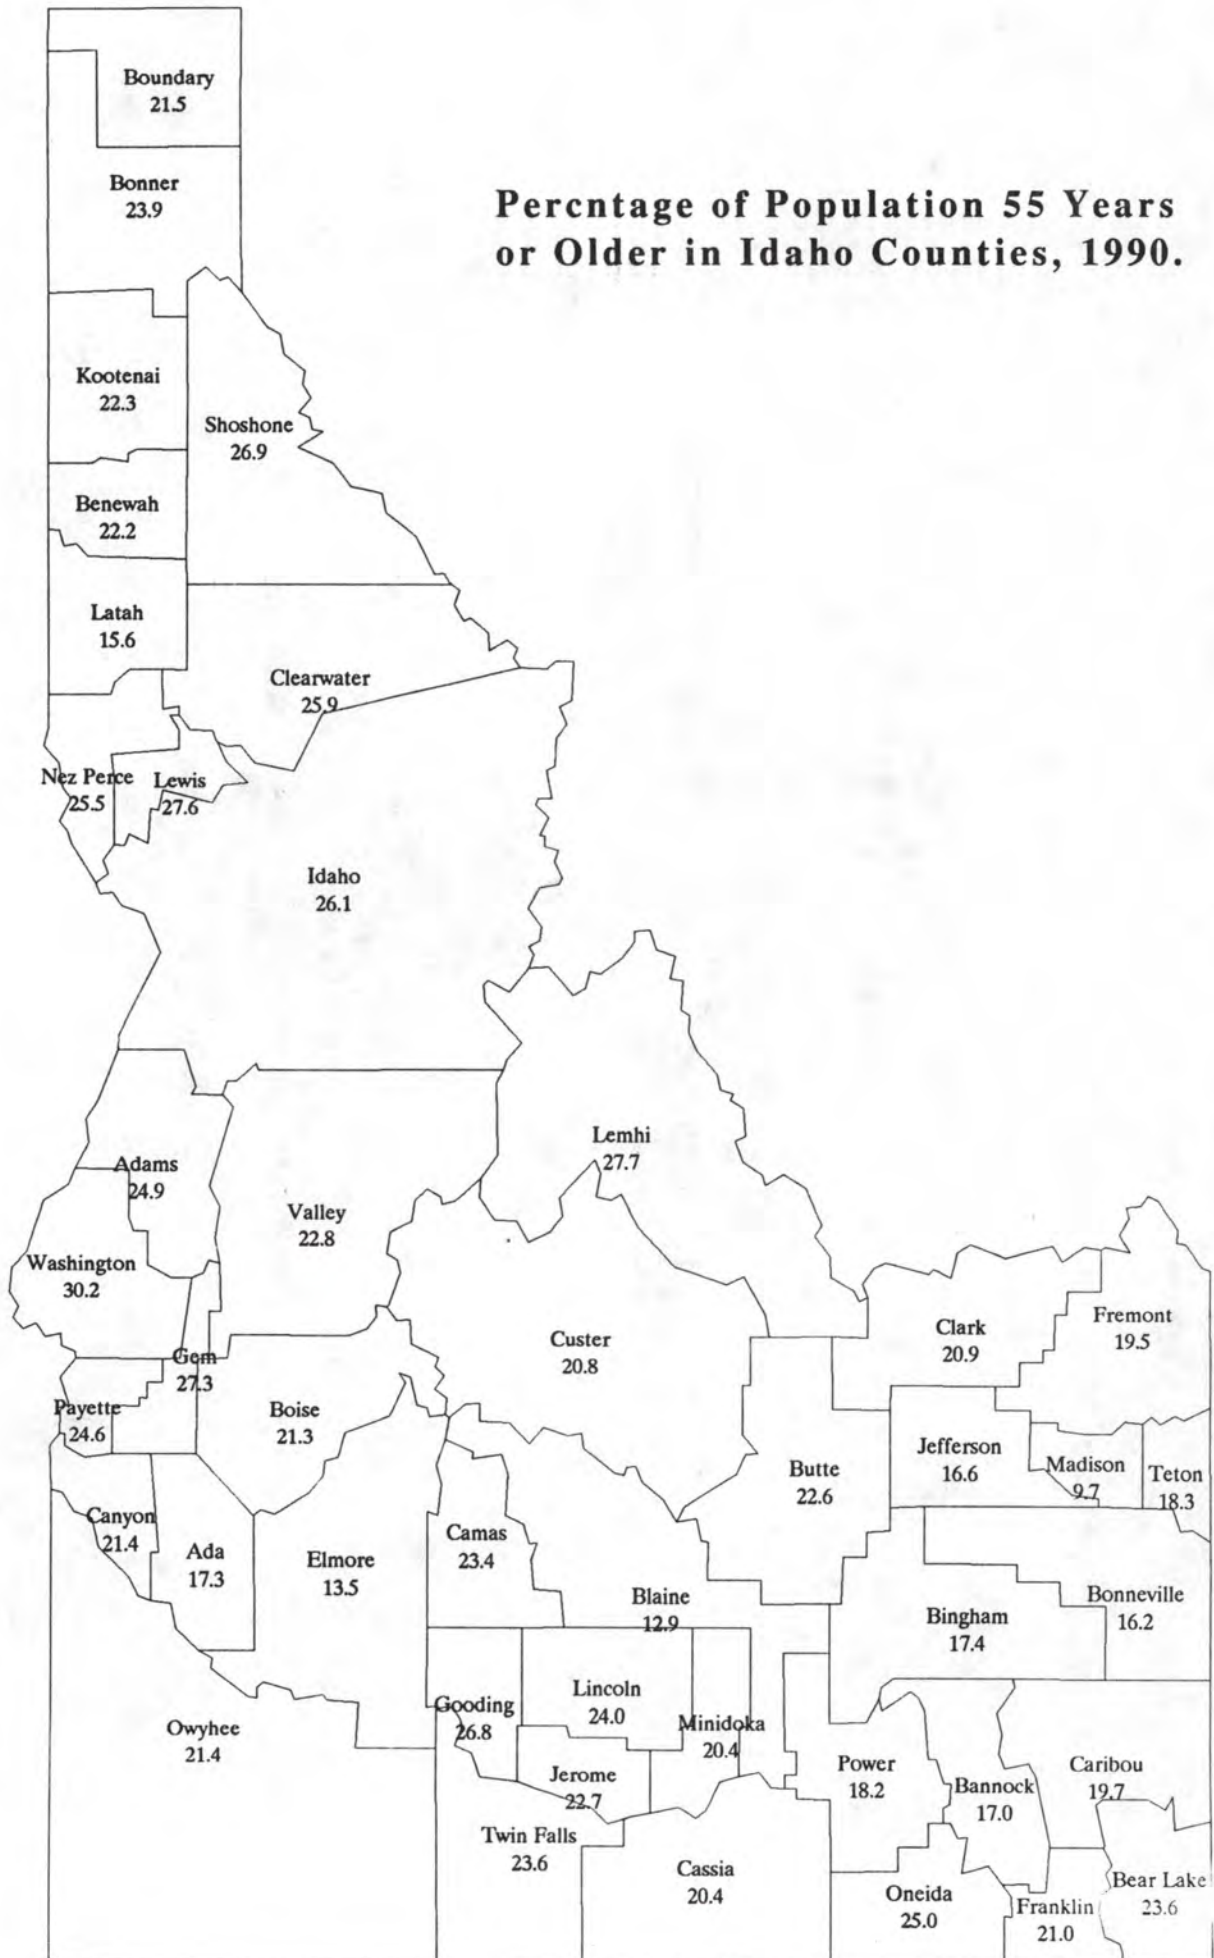 Boundary
21.5
Bonner
23.9
Percntage of Population 55 Years
or Older in Idaho Counties, 1990.
Kootenai
22.3
Shoshone
26.9
Benewah
22.2
Latah
15.6
Clearwater
25.9
Nez Perce
25.5
Lewis
27.6
Idaho
26.1
Lemhi
27.7
Adams
24.9
Valley
22.8
Washington
30.2
Custer
20.8
Clark
20.9
Fremont
19.5
Gem
27.3
Payette
24.6
Boise
21.3
Butte
22.6
Jefferson
16.6
Madison
9.7
Teton
18.3
Canyon
21.4
Ada
17.3
Elmore
13.5
Camas
23.4
Blaine
12.9
Bingham
17.4
Bonneville
16.2
Gooding
26.8
Lincoln
24.0
Minidoka
20.4
Owyhee
21.4
Jerome
22.7
Power
18.2
Bannock
17.0
Caribou
19.7
Twin Falls
23.6
Cassia
20.4
Oneida
25.0
Franklin
21.0
Bear Lake
23.6